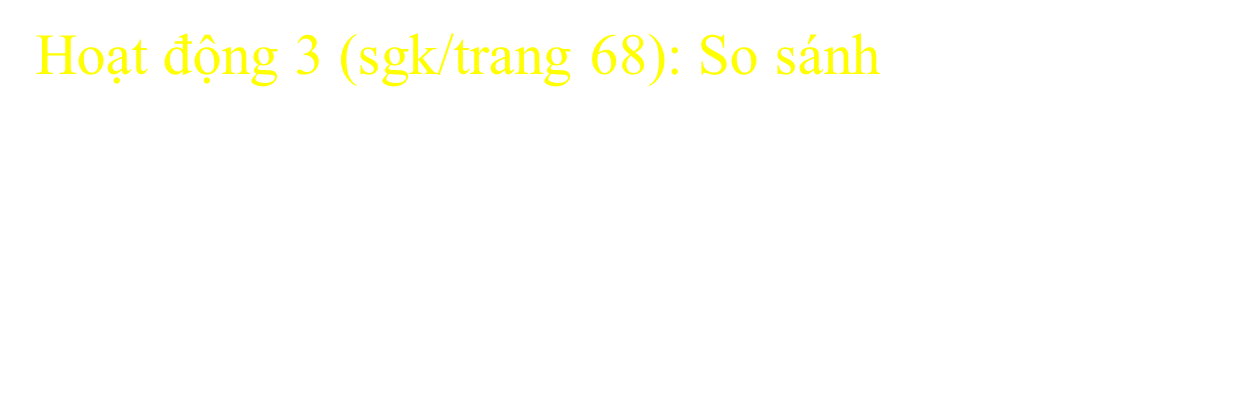 Hoạt động 3 (sgk/trang 68): So sánh